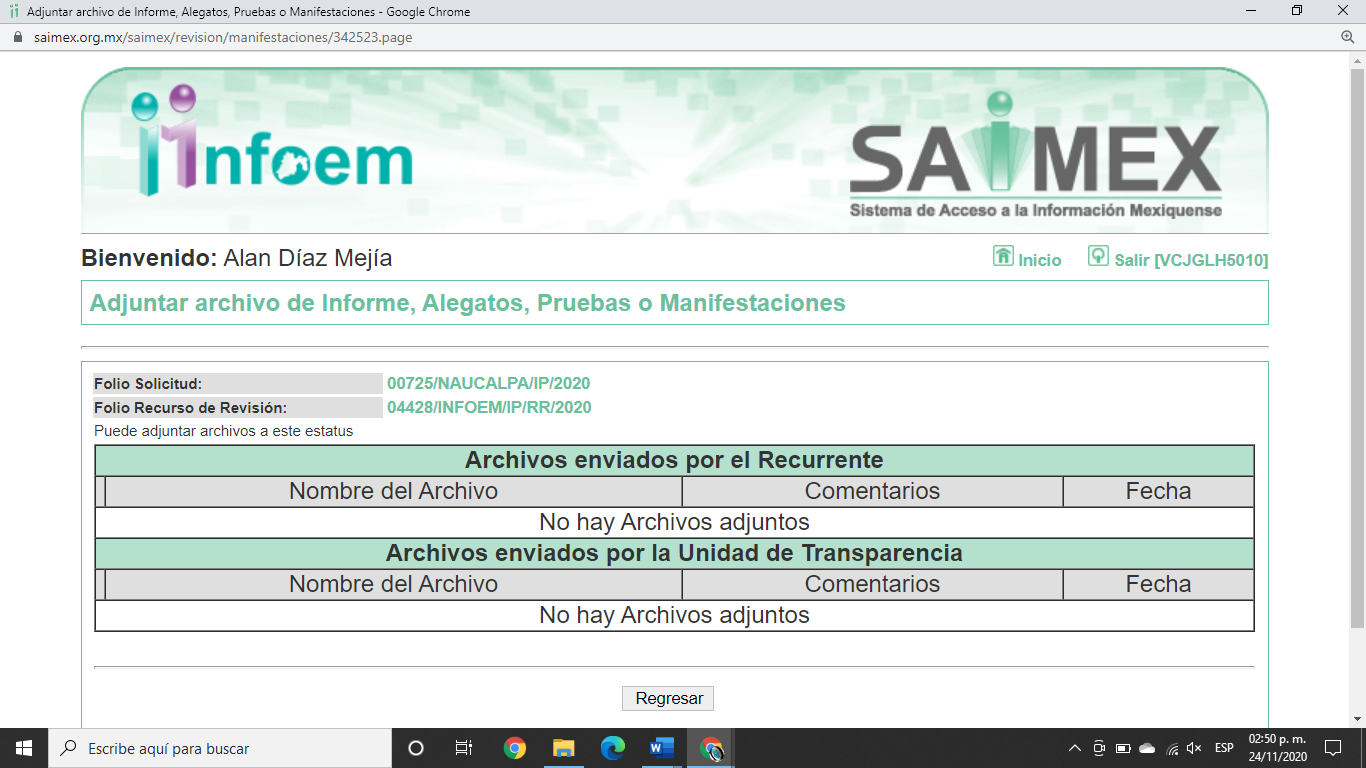 Adjuntar archivo de Informe, Alegatos, Pruebas o Manifestaciones - Google Chrome
saimex.org.mx/saimex/revision/manifestaciones/342523.page
infoem
SAIMEX
Sistema de Acceso a la Información Mexiquense
Bienvenido: Alan Díaz Mejía
Inicio Salir [VCJGLH5010]
Adjuntar archivo de Informe, Alegatos, Pruebas o Manifestaciones
Folio Solicitud: 00725/NAUCALPA/IP/2020
Folio Recurso de Revisión: 04428/INFOEM/IP/RR/2020
Puede adjuntar archivos a este estatus
Archivos enviados por el Recurrente
Nombre del Archivo Comentarios Fecha
No hay Archivos adjuntos
Archivos enviados por la Unidad de Transparencia
Nombre del Archivo Comentarios Fecha
No hay Archivos adjuntos
Regresar
Escribe aquí para buscar
ESP
02:50 p. m.
24/11/2020